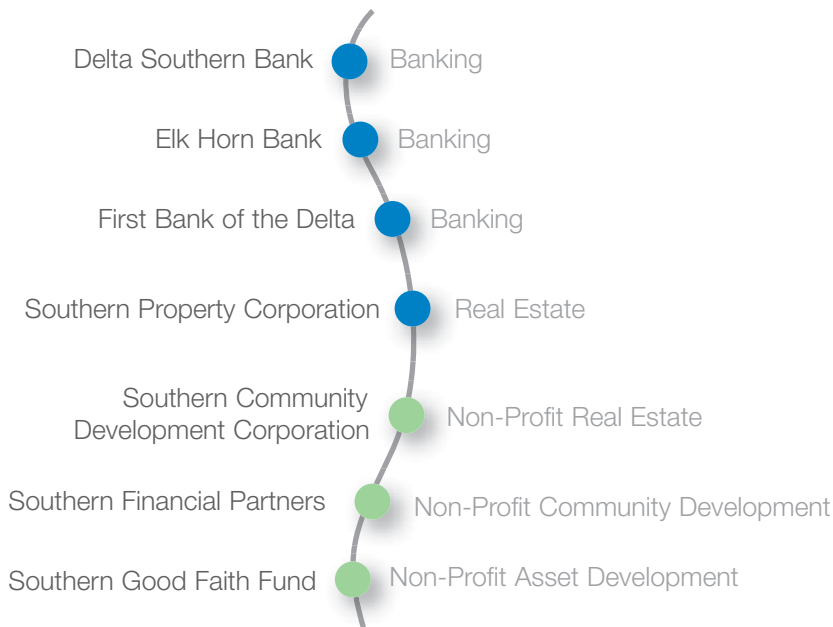 Delta Southern Bank Banking
Elk Horn Bank Banking
First Bank of the Delta Banking
Southern Property Corporation Real Estate
Southern Community
Development Corporation Non-Profit Real Estate
Southern Financial Partners Non-Profit Community Development
Southern Good Faith Fund Non-Profit Asset Development